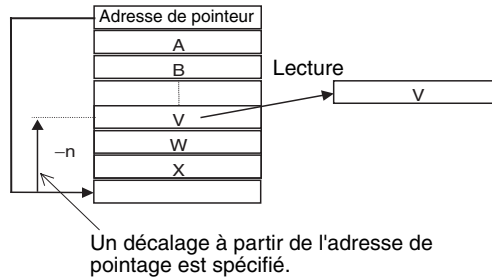 Adresse de pointeur
A
B
Lecture
V
V
W
–n
X
Un décalage à partir de l'adresse de
pointage est spécifié.